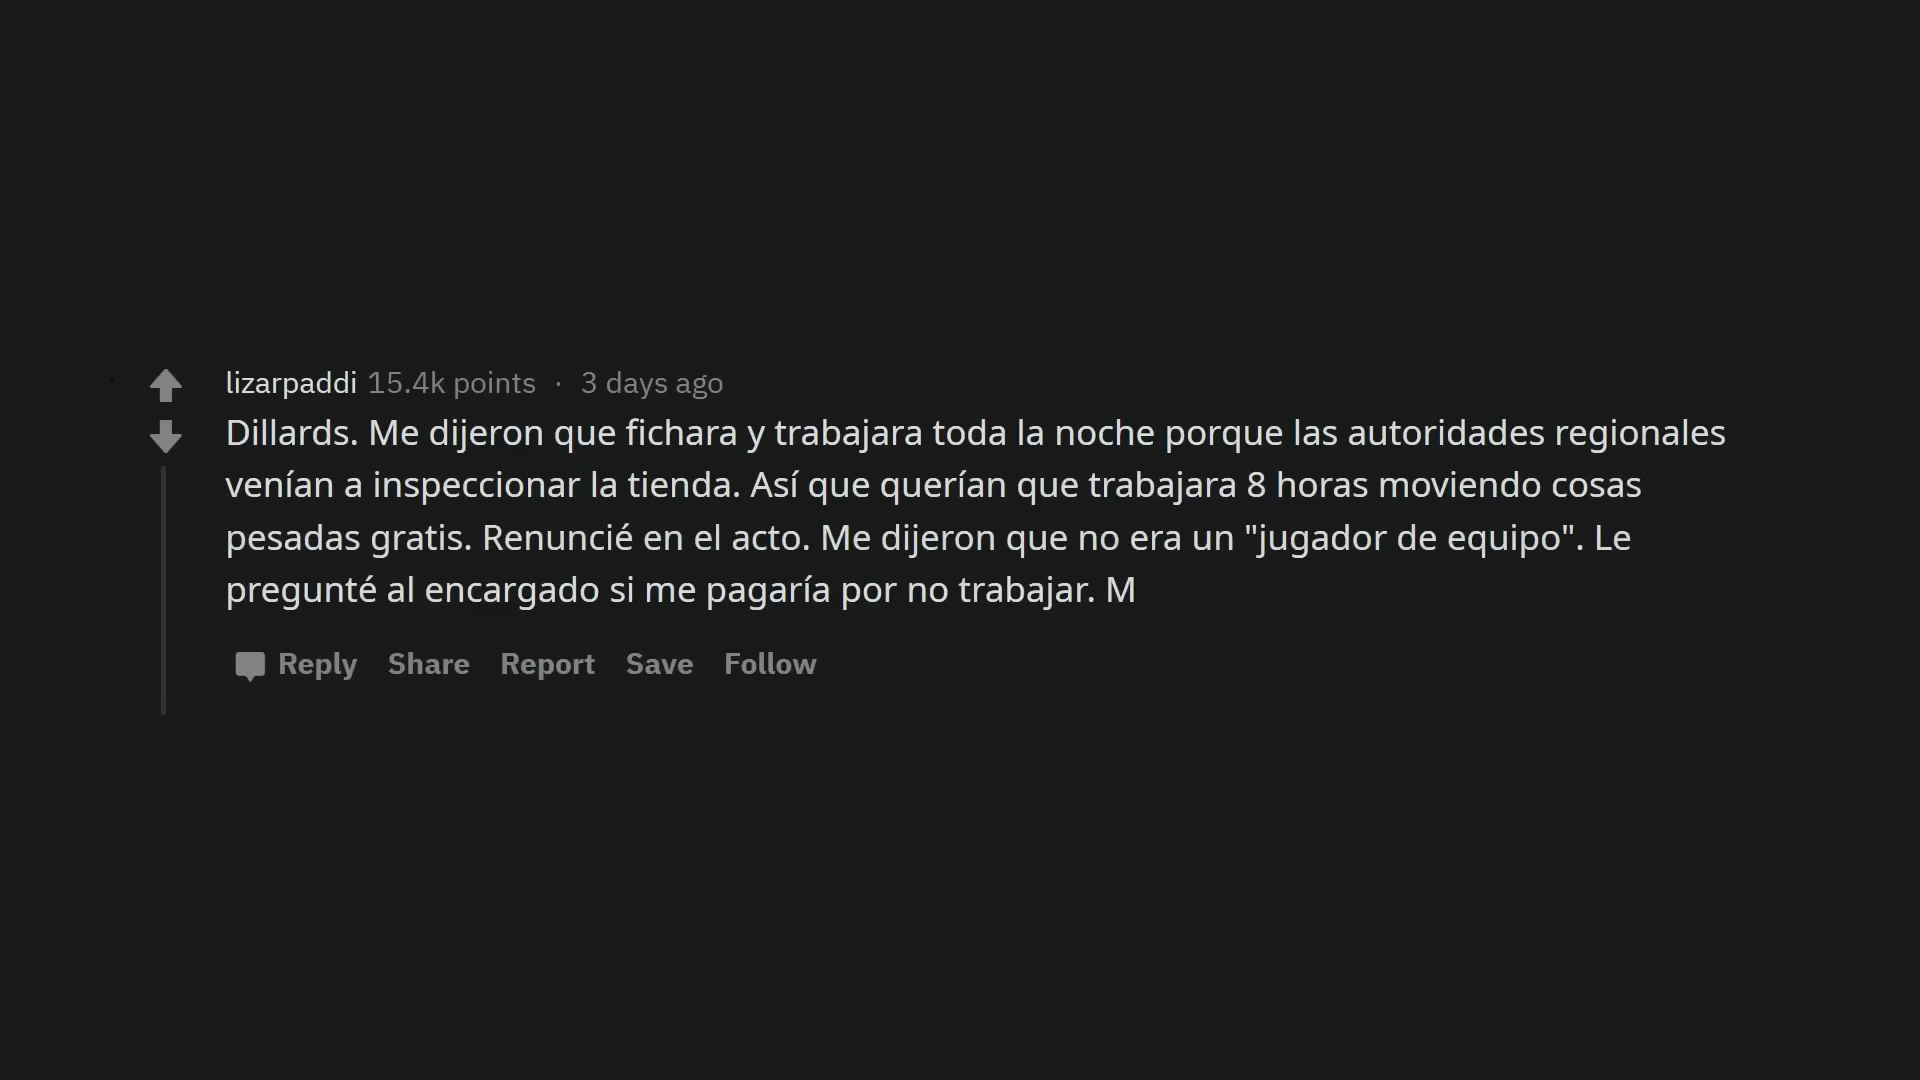 lizarpaddi 15.4k points · 3 days ago
Dillards. Me dijeron que fichara y trabajara toda la noche porque las autoridades regionales
venían a inspeccionar la tienda. Así que querían que trabajara 8 horas moviendo cosas
pesadas gratis. Renuncié en el acto. Me dijeron que no era un "jugador de equipo". Le
pregunté al encargado si me pagaría por no trabajar. M
Reply Share Report Save Follow